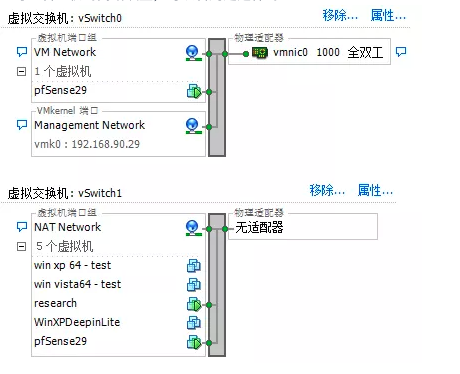 虚拟交换机: vSwitch0 移除... 属性...
虚拟机端口组 物理适配器
VM Network vmnic0 1000 全双工
1 个虚拟机
pfSense29
VMkernel 端口
Management Network
vmk0 : 192.168.90.29
虚拟交换机: vSwitch1 移除... 属性...
虚拟机端口组 物理适配器
NAT Network 无适配器
5 个虚拟机
win xp 64 - test
win vista64 - test
research
WinXPDeepinLite
pfSense29